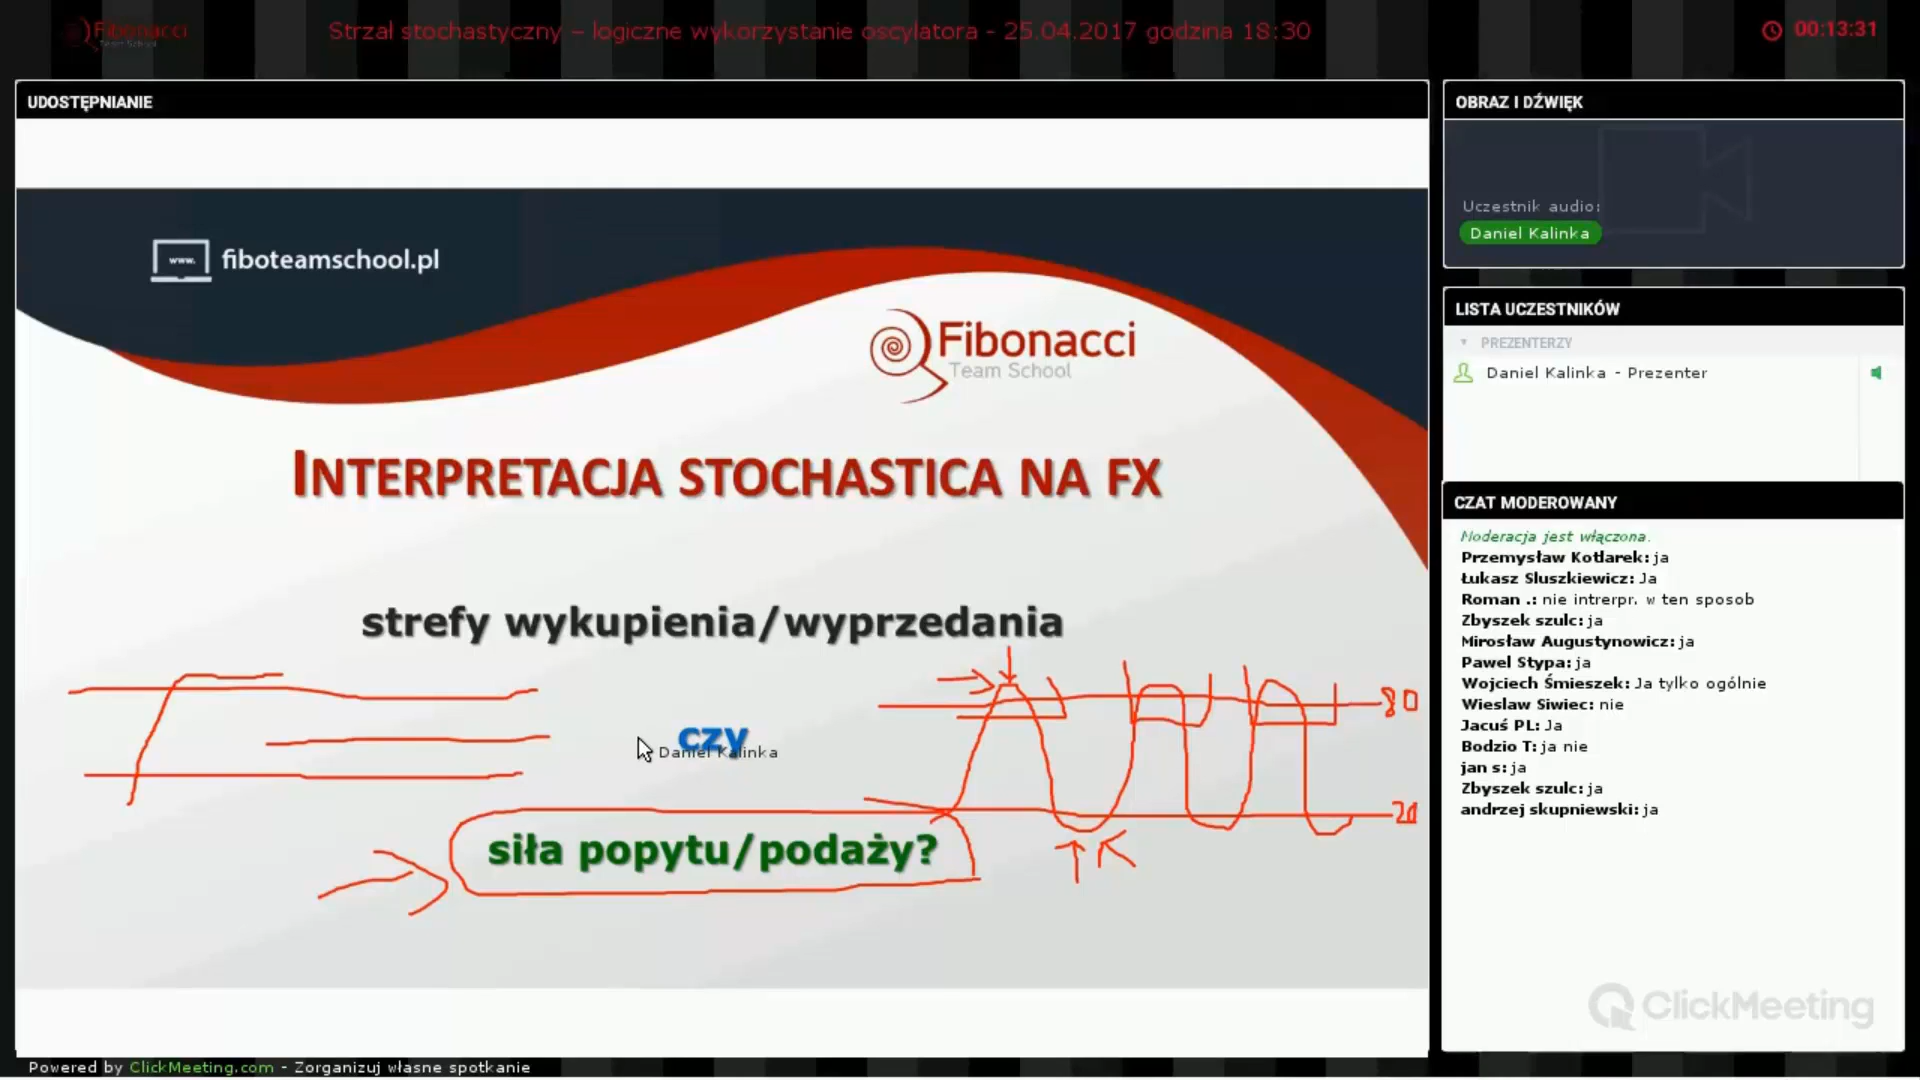 Fibonacci
Team School
Strzał stochastyczny – logiczne wykorzystanie oscylatora - 25.04.2017 godzina 18:30
00:13:31
UDOSTĘPNIANIE
www.
fiboteamschool.pl
Fibonacci
Team School
INTERPRETACJA STOCHASTICA NA FX
strefy wykupienia/wyprzedania
80
czy
Daniel Kalinka
20
siła popytu/podaży?
OBRAZ I DŹWIĘK
Uczestnik audio:
Daniel Kalinka
LISTA UCZESTNIKÓW
PREZENTERZY
Daniel Kalinka - Prezenter
CZAT MODEROWANY
Moderacja jest włączona.
Przemysław Kotlarek: ja
Łukasz Sluszkiewicz: Ja
Roman .: nie intrerpr. w ten sposob
Zbyszek szulc: ja
Mirosław Augustynowicz: ja
Pawel Stypa: ja
Wojciech Śmieszek: Ja tylko ogólnie
Wieslaw Siwiec: nie
Jacuś PL: Ja
Bodzio T: ja nie
jan s: ja
Zbyszek szulc: ja
andrzej skupniewski: ja
ClickMeeting
Powered by ClickMeeting.com - Zorganizuj własne spotkanie